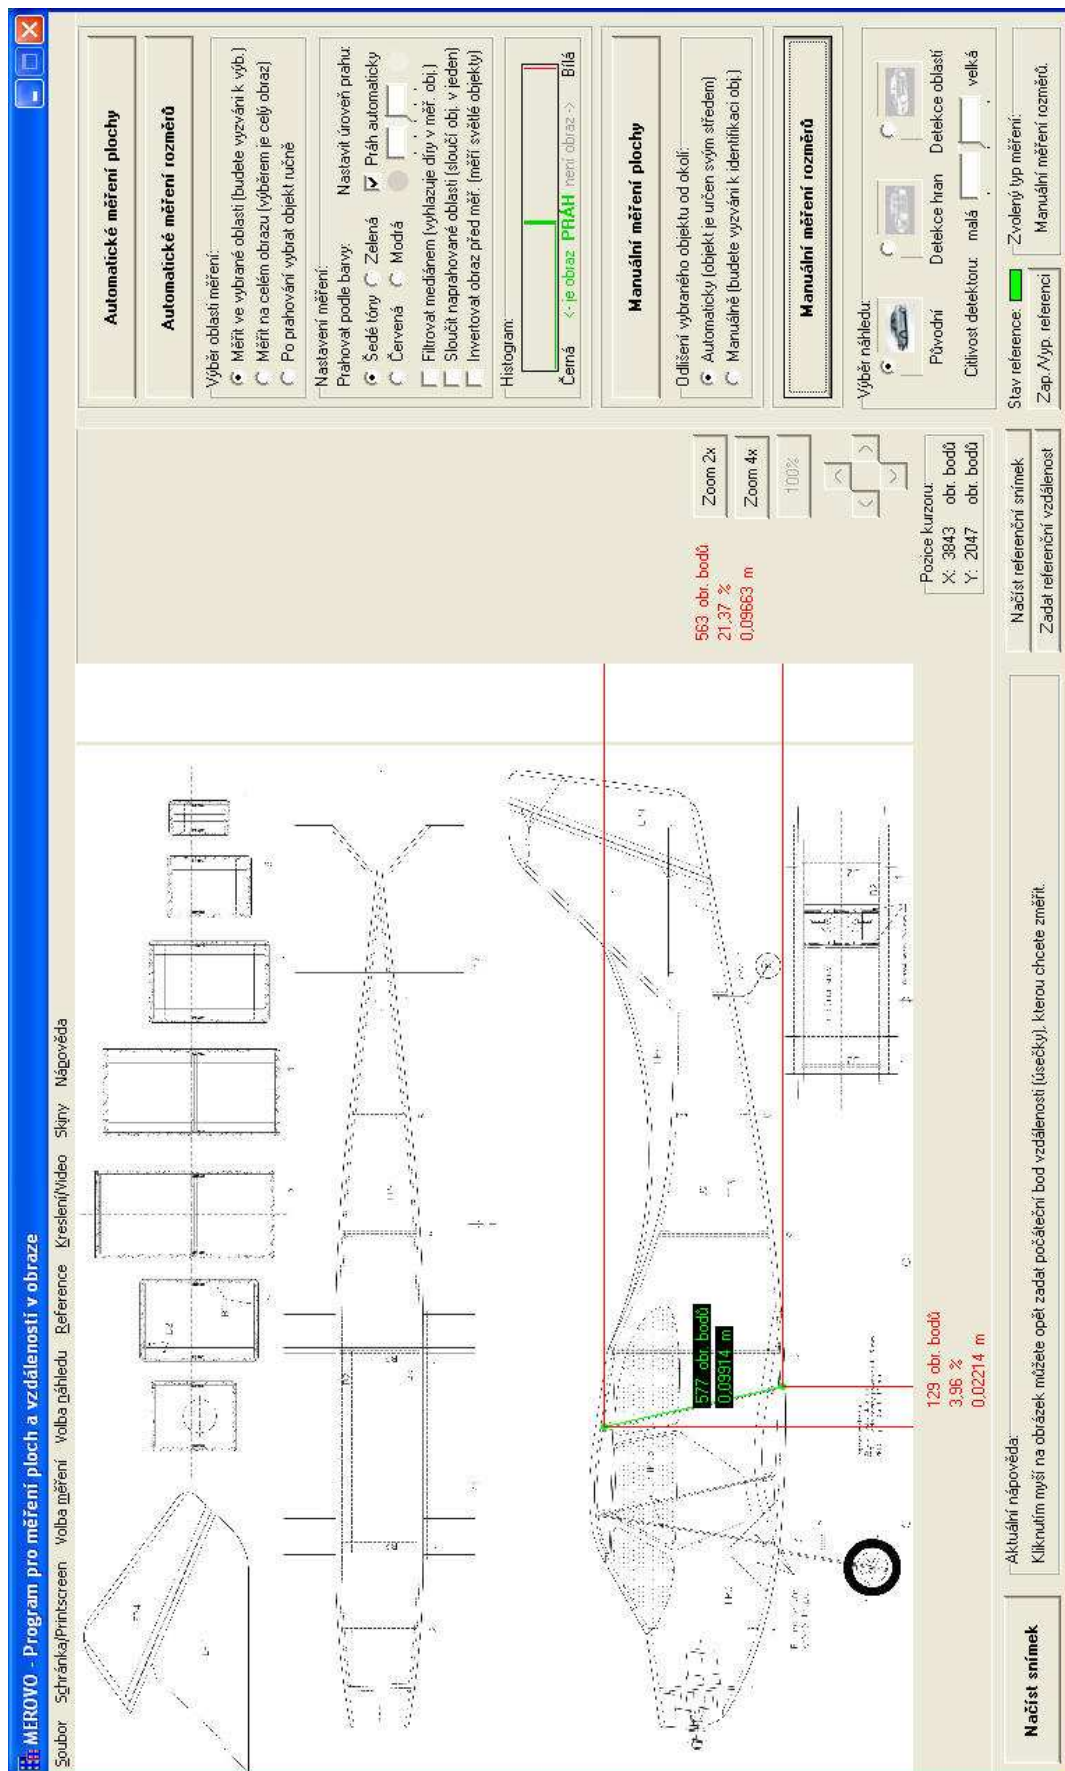 MEROVO - Program pro měření ploch a vzdáleností v obraze
Soubor Schránka/Printscreen Volba měření Volba náhledu Reference Kreslení/Video Skiny Nápověda
577 obr. bodů
0,09914 m
129 obr. bodů
3,96 %
0,02214 m
563 obr. bodů
21,37 %
0,09663 m
Zoom 2x
Zoom 4x
100%
Pozice kurzoru:
X: 3843 obr. bodů
Y: 2047 obr. bodů
Automatické měření plochy
Automatické měření rozměrů
Výběr oblasti měření:
Měřit ve vybrané oblasti (budete vyzváni k výb.)
Měřit na celém obrazu (výběrem je celý obraz)
Po prahování vybrat objekt ručně
Nastavení měření:
Prahovat podle barvy: Nastavit úroveň prahu:
Šedé tóny Zelená Práh automaticky
Červená Modrá
Filtrovat mediánem (vyhlazuje díry v měř. obj.)
Sloučit naprahované oblasti (sloučí obj. v jeden)
Invertovat obraz před měř. (měří světlé objekty)
Histogram:
Černá <- je obraz PRÁH není obraz -> Bílá
Manuální měření plochy
Odlišení vybraného objektu od okolí:
Automaticky (objekt je určen svým středem)
Manuálně (budete vyzváni k identifikaci obj.)
Manuální měření rozměrů
Výběr náhledu:
Původní Detekce hran Detekce oblastí
Citlivost detektoru: malá velká
Načíst snímek
Aktuální nápověda:
Kliknutím myší na obrázek můžete opět zadat počáteční bod vzdálenosti (úsečky), kterou chcete změřit.
Načíst referenční snímek
Zadat referenční vzdálenost
Stav reference:
Zap./Vyp. referenci
Zvolený typ měření:
Manuální měření rozměrů.